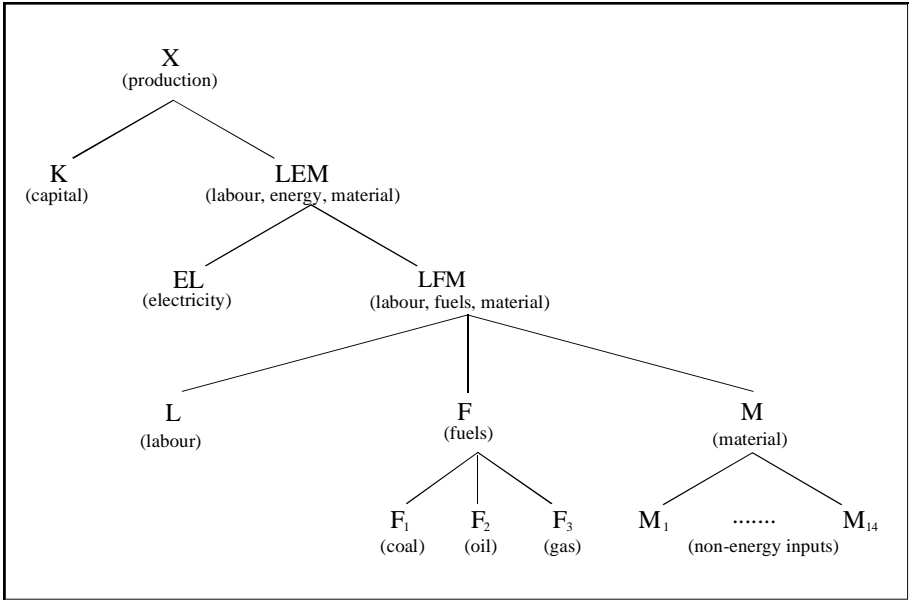 X
(production)
K
(capital)
LEM
(labour, energy, material)
EL
(electricity)
LFM
(labour, fuels, material)
L
(labour)
F
(fuels)
M
(material)
F₁
(coal)
F₂
(oil)
F₃
(gas)
M₁ ....... M₁₄
(non-energy inputs)